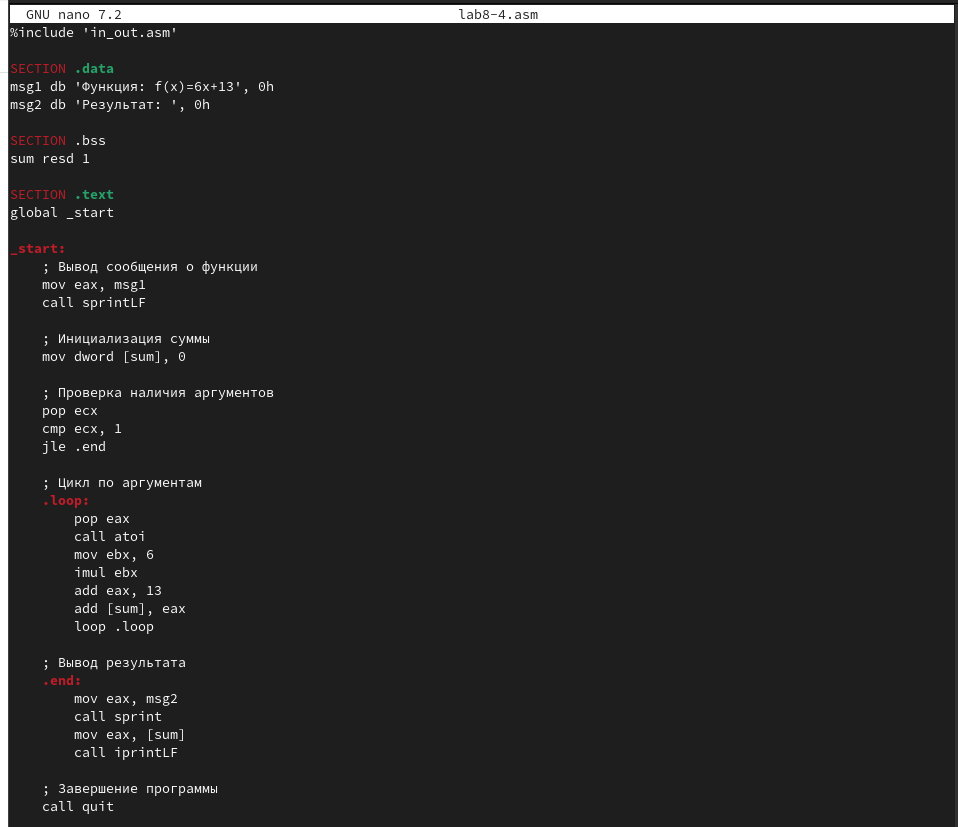 GNU nano 7.2 lab8-4.asm
%include 'in_out.asm'
SECTION .data
msg1 db 'Функция: f(x)=6x+13', 0h
msg2 db 'Результат: ', 0h
SECTION .bss
sum resd 1
SECTION .text
global _start
_start:
; Вывод сообщения о функции
mov eax, msg1
call sprintLF
; Инициализация суммы
mov dword [sum], 0
; Проверка наличия аргументов
pop ecx
cmp ecx, 1
jle .end
; Цикл по аргументам
.loop:
pop eax
call atoi
mov ebx, 6
imul ebx
add eax, 13
add [sum], eax
loop .loop
; Вывод результата
.end:
mov eax, msg2
call sprint
mov eax, [sum]
call iprintLF
; Завершение программы
call quit